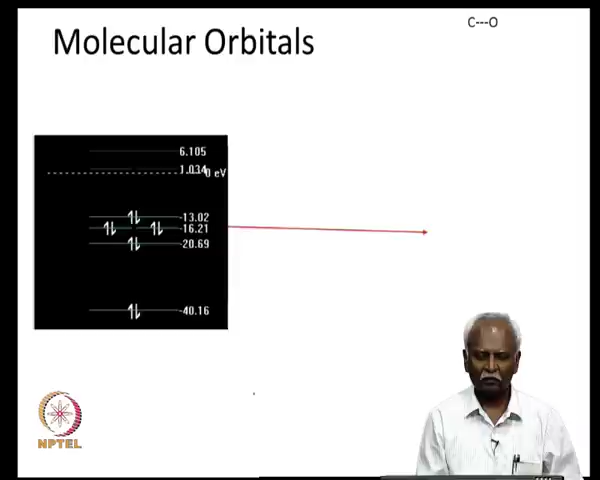 C---O
Molecular Orbitals
6.105
1.034
0 eV
-13.02
-16.21
-20.69
-40.16
NPTEL